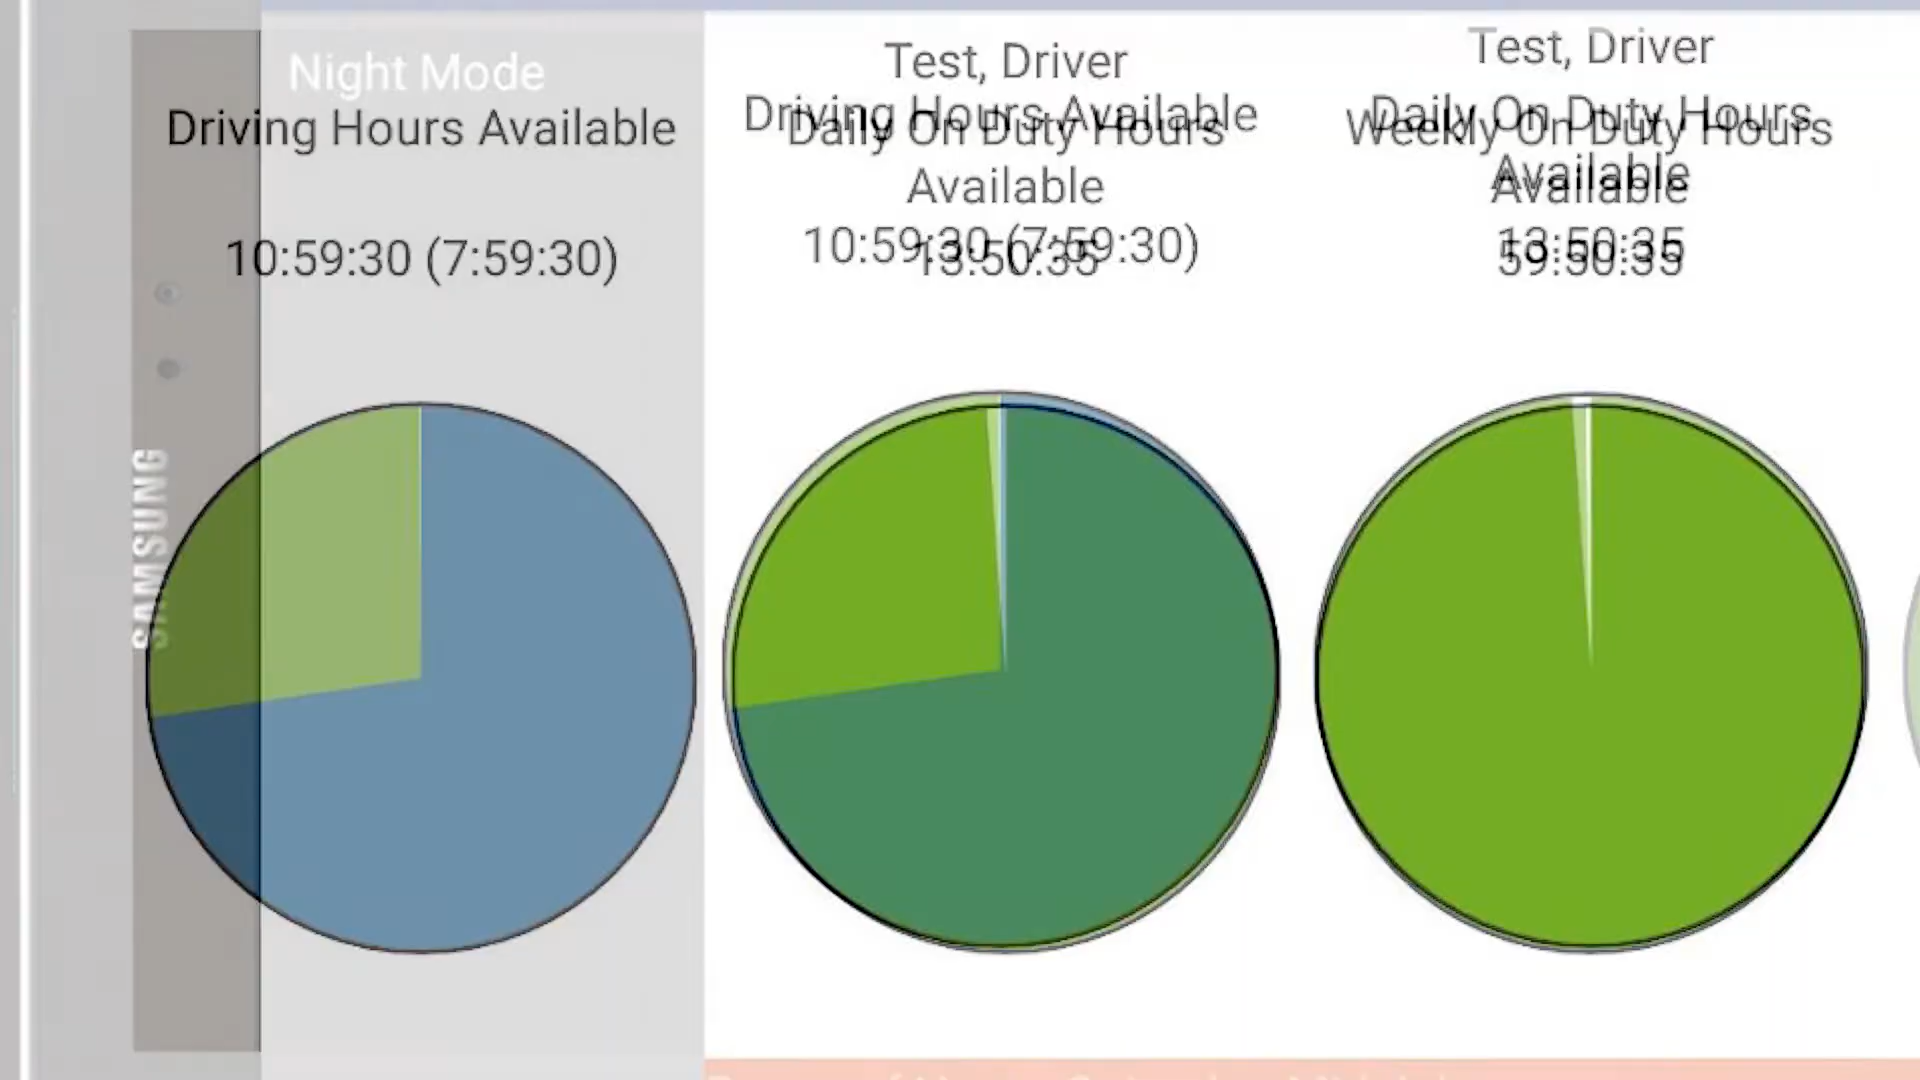 Night Mode
Driving Hours Available
10:59:30 (7:59:30)
SAMSUNG
Test, Driver
Driving Hours Available
Daily On Duty Hours
Available
10:59:30 (7:59:30)
13:50:35
Test, Driver
Daily On Duty Hours
Available
Weekly On Duty Hours
Available
13:50:35
59:50:35